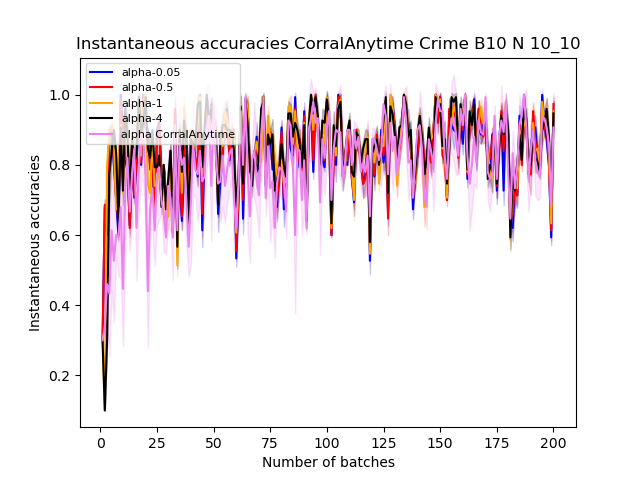 Instantaneous accuracies CorralAnytime Crime B10 N 10_10
alpha-0.05
alpha-0.5
alpha-1
alpha-4
alpha CorralAnytime
Instantaneous accuracies
1.0
0.8
0.6
0.4
0.2
0 25 50 75 100 125 150 175 200
Number of batches